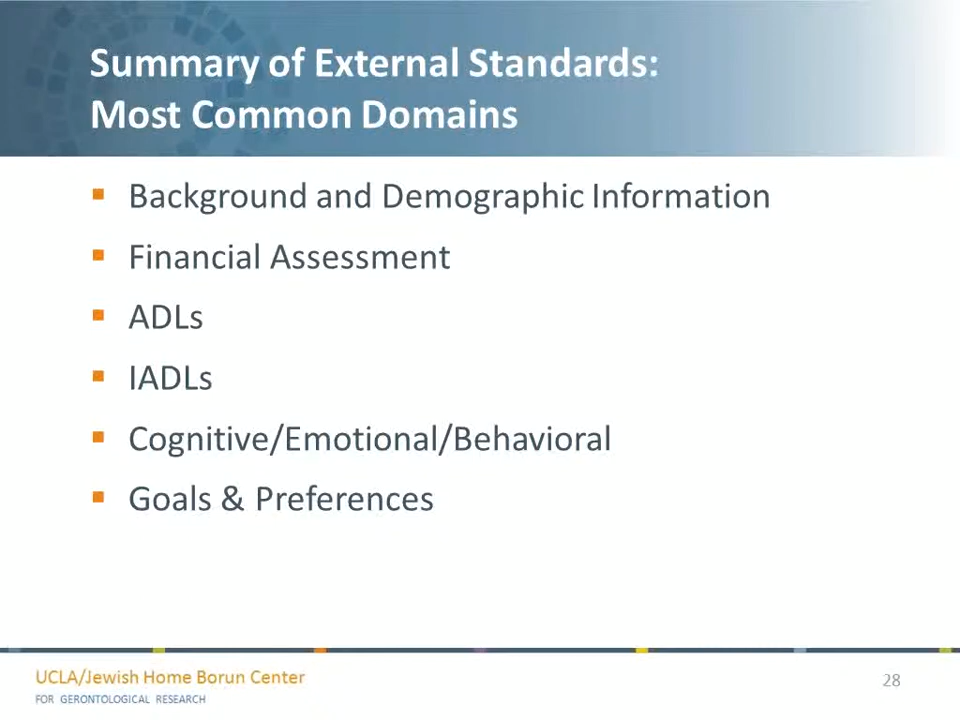 Summary of External Standards:
Most Common Domains
Background and Demographic Information
Financial Assessment
ADLs
IADLs
Cognitive/Emotional/Behavioral
Goals & Preferences
UCLA/Jewish Home Borun Center
FOR GERONTOLOGICAL RESEARCH
28